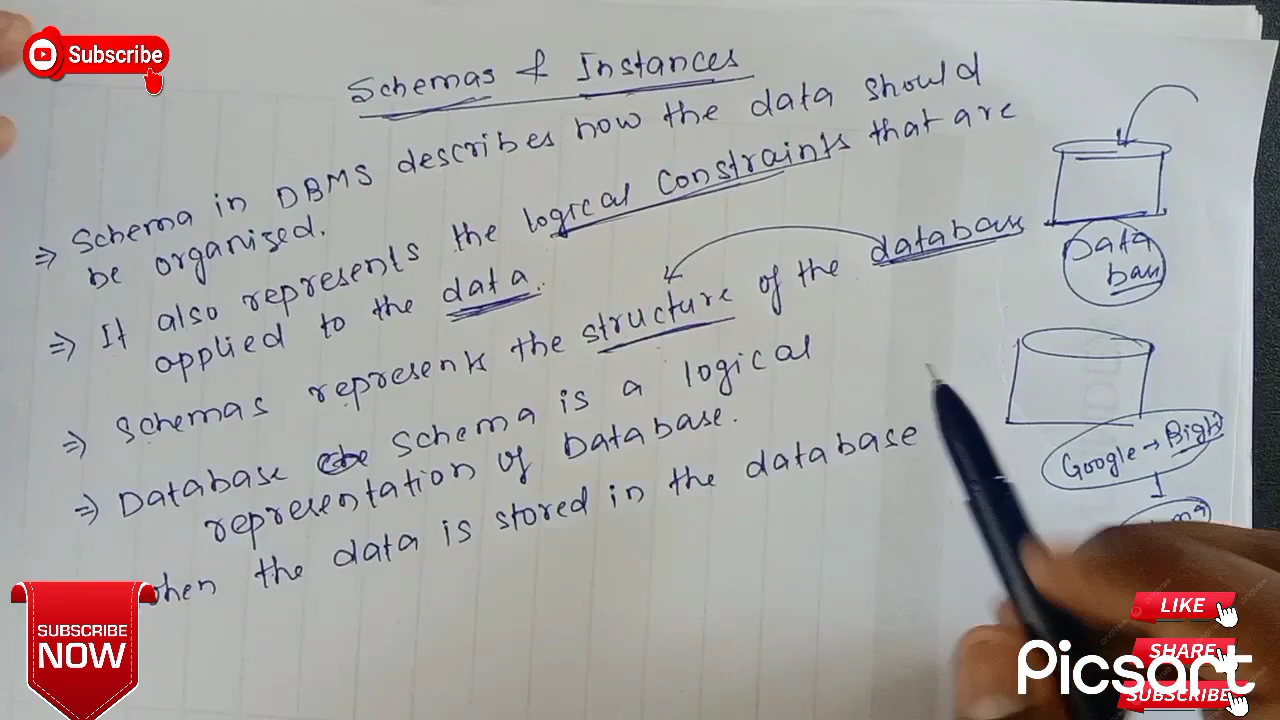 Subscribe
Schemas & Instances
⇒ Schema in DBMS describes how the data should
be organised.
⇒ It also represents the logical constraints that are
applied to the data.
⇒ Schemas represents the structure of the database
⇒ Database Schema is a logical
representation of Database.
when the data is stored in the database
Data
base
Google → Bigh
SUBSCRIBE
NOW
LIKE
SHARE
SUBSCRIBE
Picsart